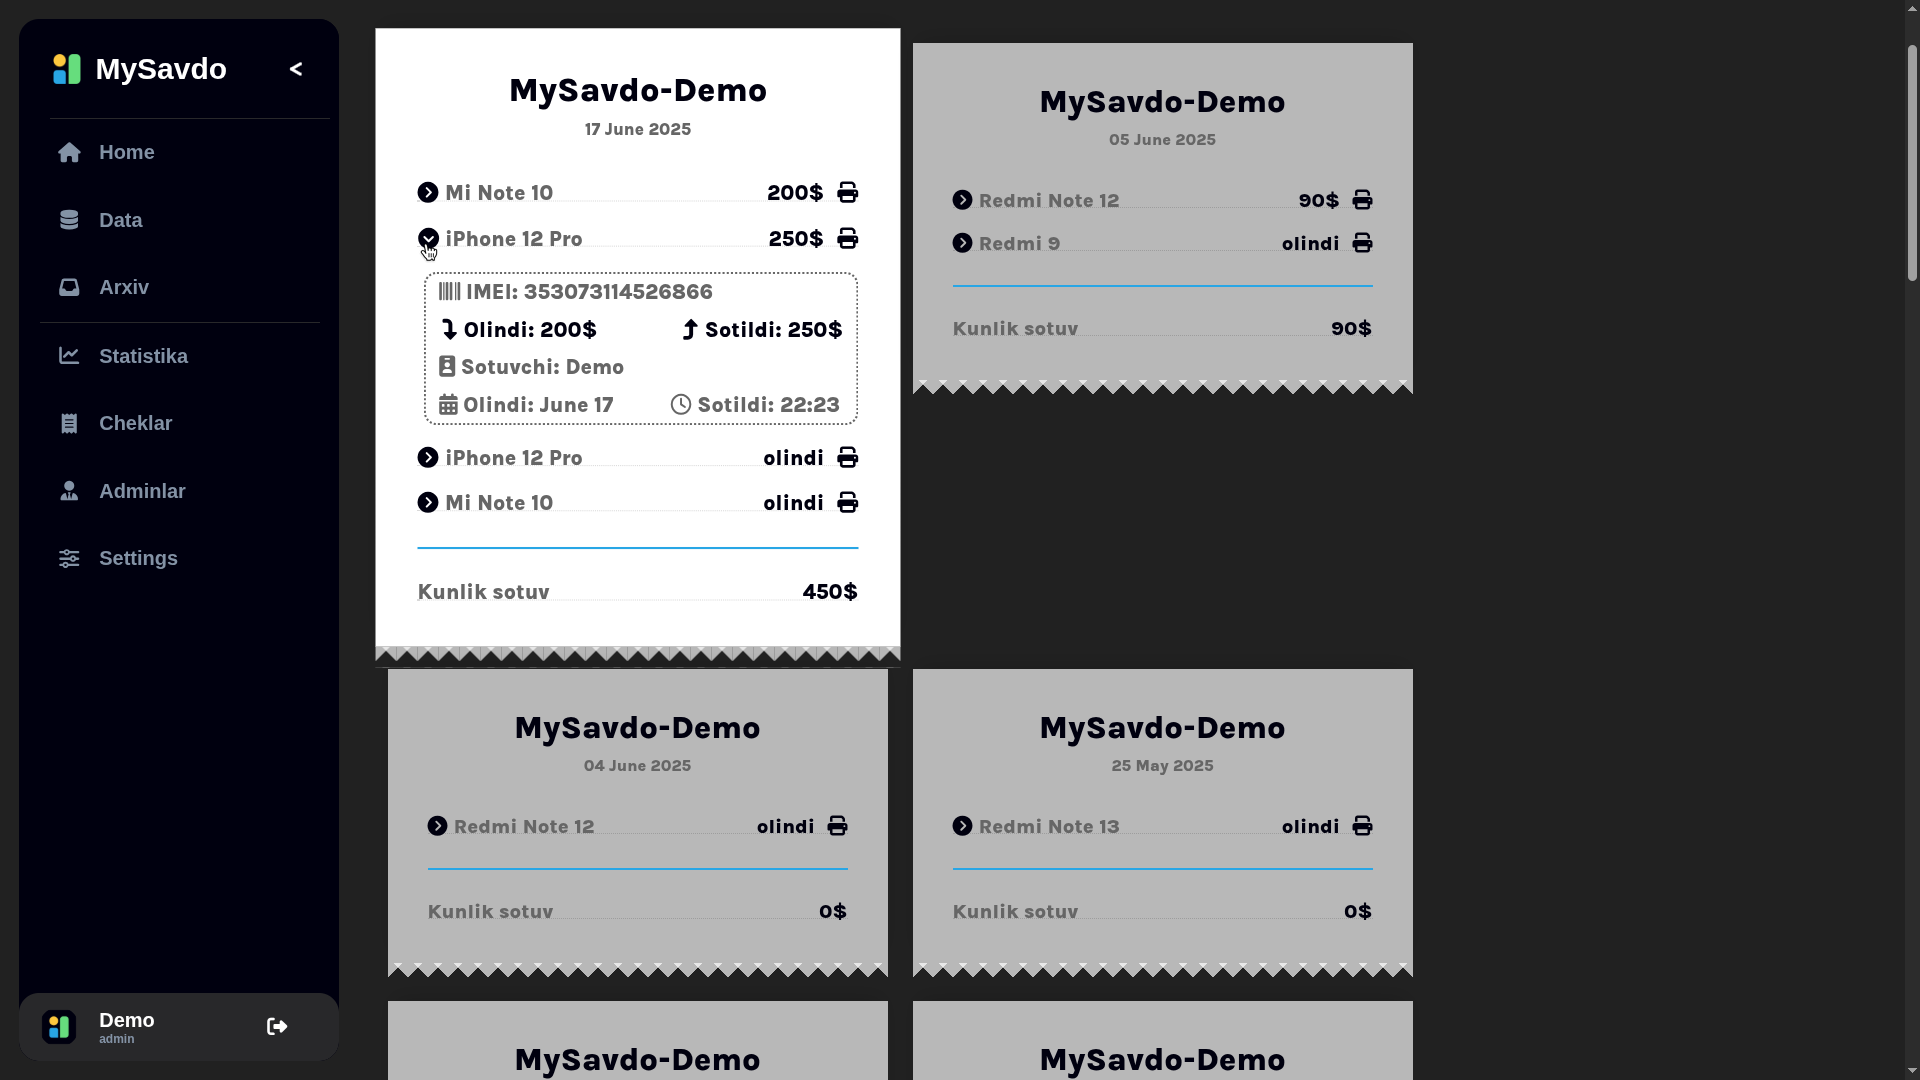 MySavdo
<
Home
Data
Arxiv
Statistika
Cheklar
Adminlar
Settings
Demo
admin
MySavdo-Demo
17 June 2025
Mi Note 10 200$
iPhone 12 Pro 250$
IMEI: 353073114526866
Olindi: 200$ Sotildi: 250$
Sotuvchi: Demo
Olindi: June 17 Sotildi: 22:23
iPhone 12 Pro olindi
Mi Note 10 olindi
Kunlik sotuv 450$
MySavdo-Demo
05 June 2025
Redmi Note 12 90$
Redmi 9 olindi
Kunlik sotuv 90$
MySavdo-Demo
04 June 2025
Redmi Note 12 olindi
Kunlik sotuv 0$
MySavdo-Demo
25 May 2025
Redmi Note 13 olindi
Kunlik sotuv 0$
MySavdo-Demo
MySavdo-Demo